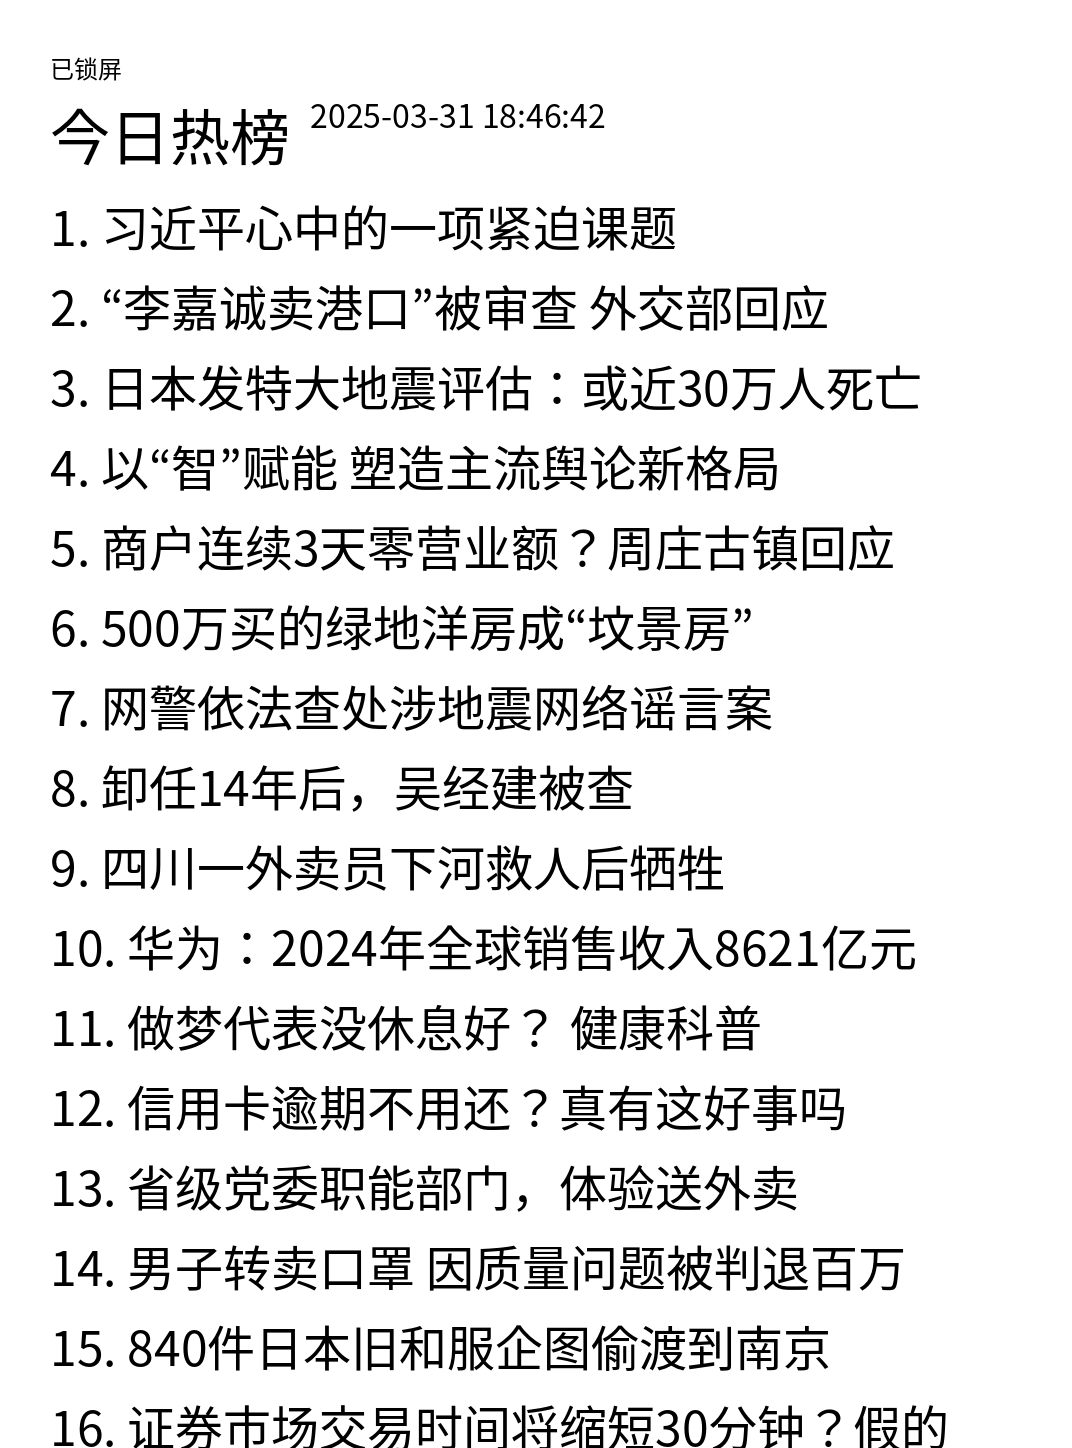 已锁屏
今日热榜 2025-03-31 18:46:42
1. 习近平心中的一项紧迫课题
2. “李嘉诚卖港口”被审查 外交部回应
3. 日本发特大地震评估：或近30万人死亡
4. 以“智”赋能 塑造主流舆论新格局
5. 商户连续3天零营业额？周庄古镇回应
6. 500万买的绿地洋房成“坟景房”
7. 网警依法查处涉地震网络谣言案
8. 卸任14年后，吴经建被查
9. 四川一外卖员下河救人后牺牲
10. 华为：2024年全球销售收入8621亿元
11. 做梦代表没休息好？ 健康科普
12. 信用卡逾期不用还？真有这好事吗
13. 省级党委职能部门，体验送外卖
14. 男子转卖口罩 因质量问题被判退百万
15. 840件日本旧和服企图偷渡到南京
16. 证券市场交易时间将缩短30分钟？假的